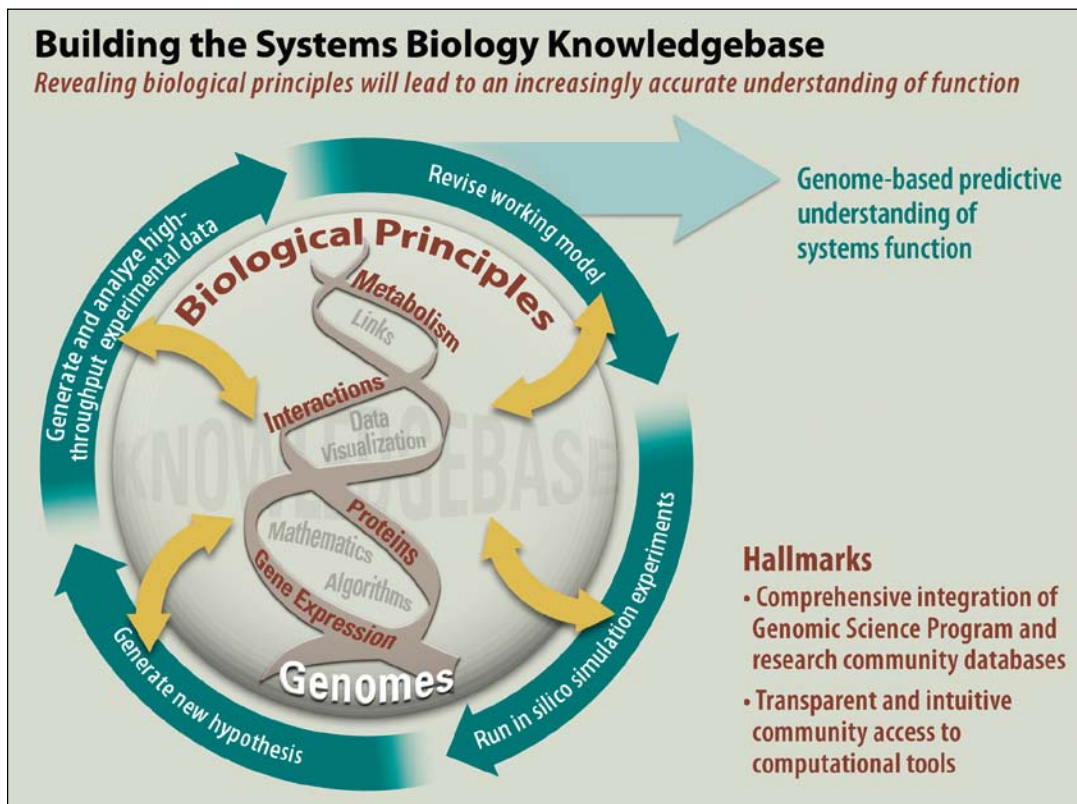 Building the Systems Biology Knowledgebase
Revealing biological principles will lead to an increasingly accurate understanding of function
Revise working model
Genome-based predictive
understanding of
systems function
Generate and analyze high-
throughput experimental data
Biological Principles
Metabolism
Links
Interactions
Data
Visualization
KNOWLEDGEBASE
Proteins
Mathematics
Algorithms
Gene Expression
Genomes
Run in silico simulation experiments
Generate new hypothesis
Hallmarks
• Comprehensive integration of
Genomic Science Program and
research community databases
• Transparent and intuitive
community access to
computational tools